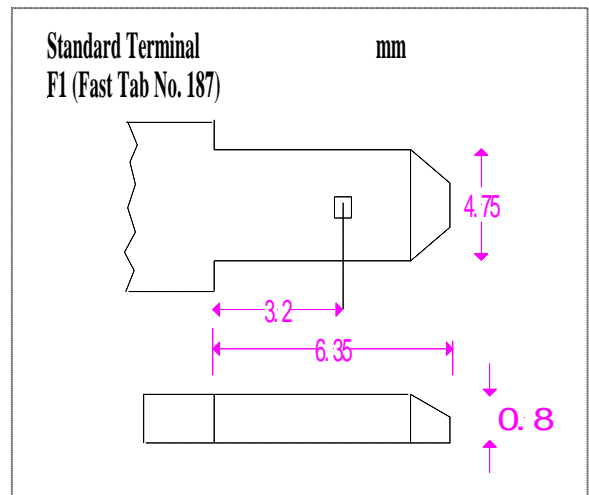 Standard Terminal mm
F1 (Fast Tab No. 187)
4.75
3.2
6.35
0.8